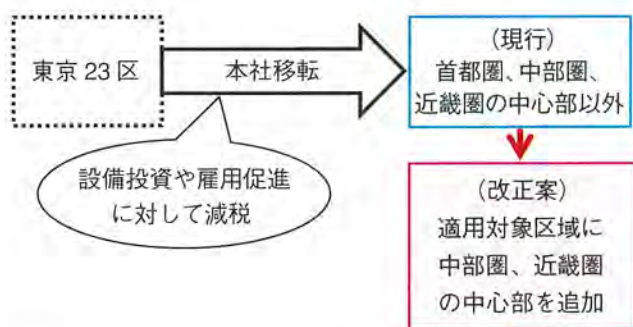 東京 23 区
本社移転
（現行）
首都圏、中部圏、
近畿圏の中心部以外
設備投資や雇用促進
に対して減税
（改正案）
適用対象区域に
中部圏、近畿圏
の中心部を追加